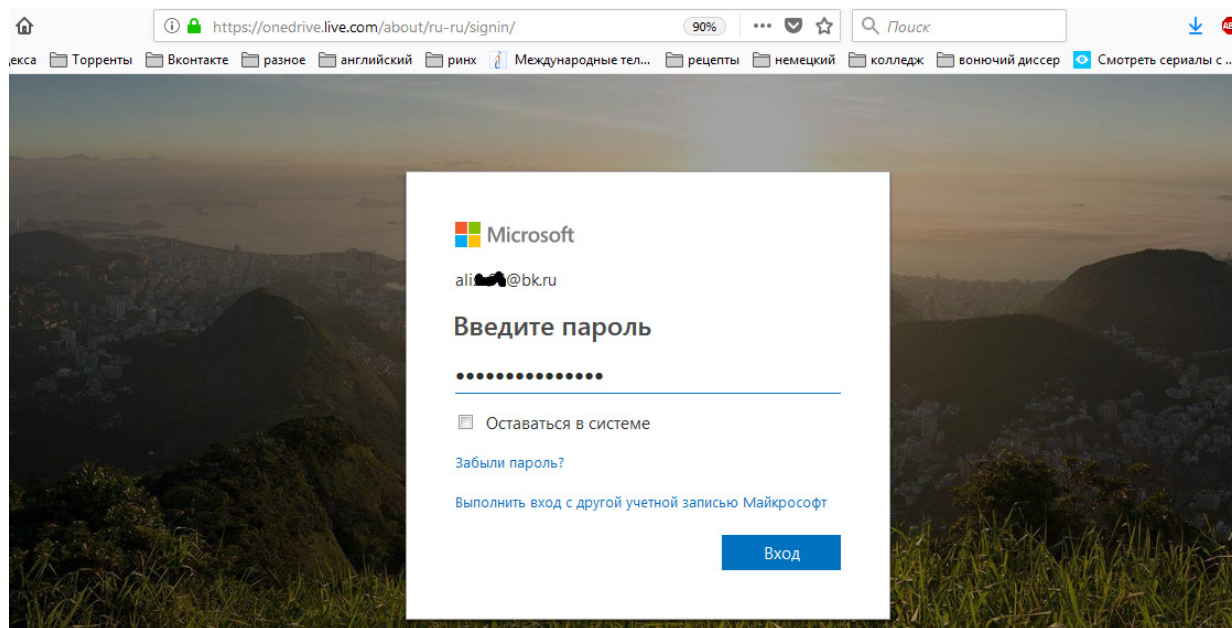 https://onedrive.live.com/about/ru-ru/signin/ 90% Поиск
екса Торренты Вконтакте разное английский ринх Международные тел... рецепты немецкий колледж вонючий диссер Смотреть сериалы с ..
Microsoft
ali @bk.ru
Введите пароль
Оставаться в системе
Забыли пароль?
Выполнить вход с другой учетной записью Майкрософт
Вход